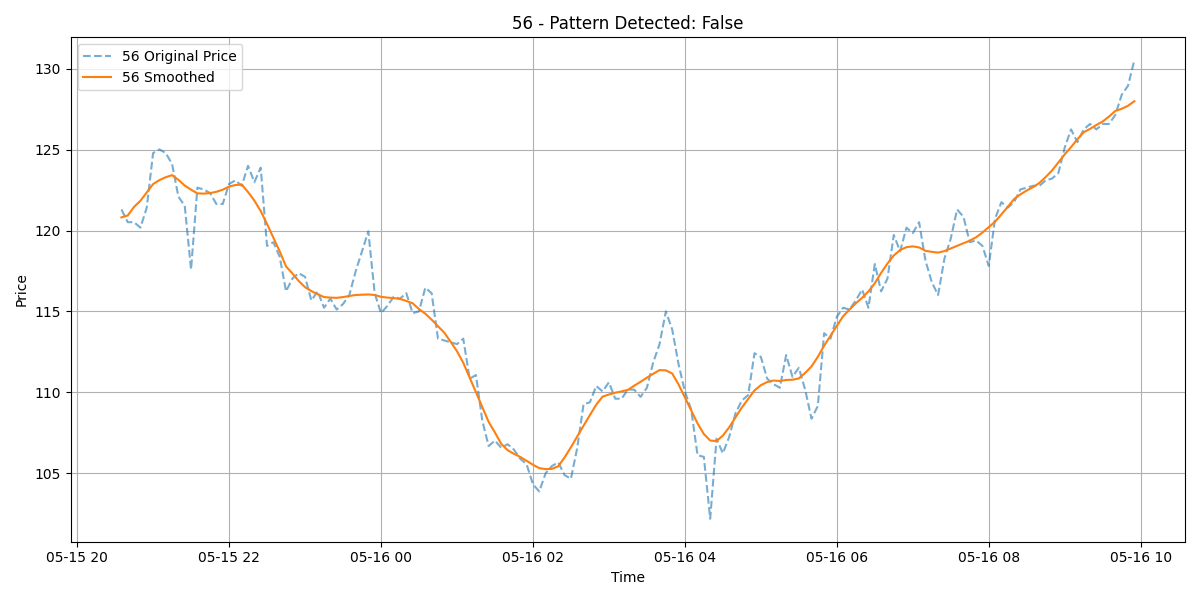 56 - Pattern Detected: False
56 Original Price
56 Smoothed
Price
130
125
120
115
110
105
05-15 20 05-15 22 05-16 00 05-16 02 05-16 04 05-16 06 05-16 08 05-16 10
Time